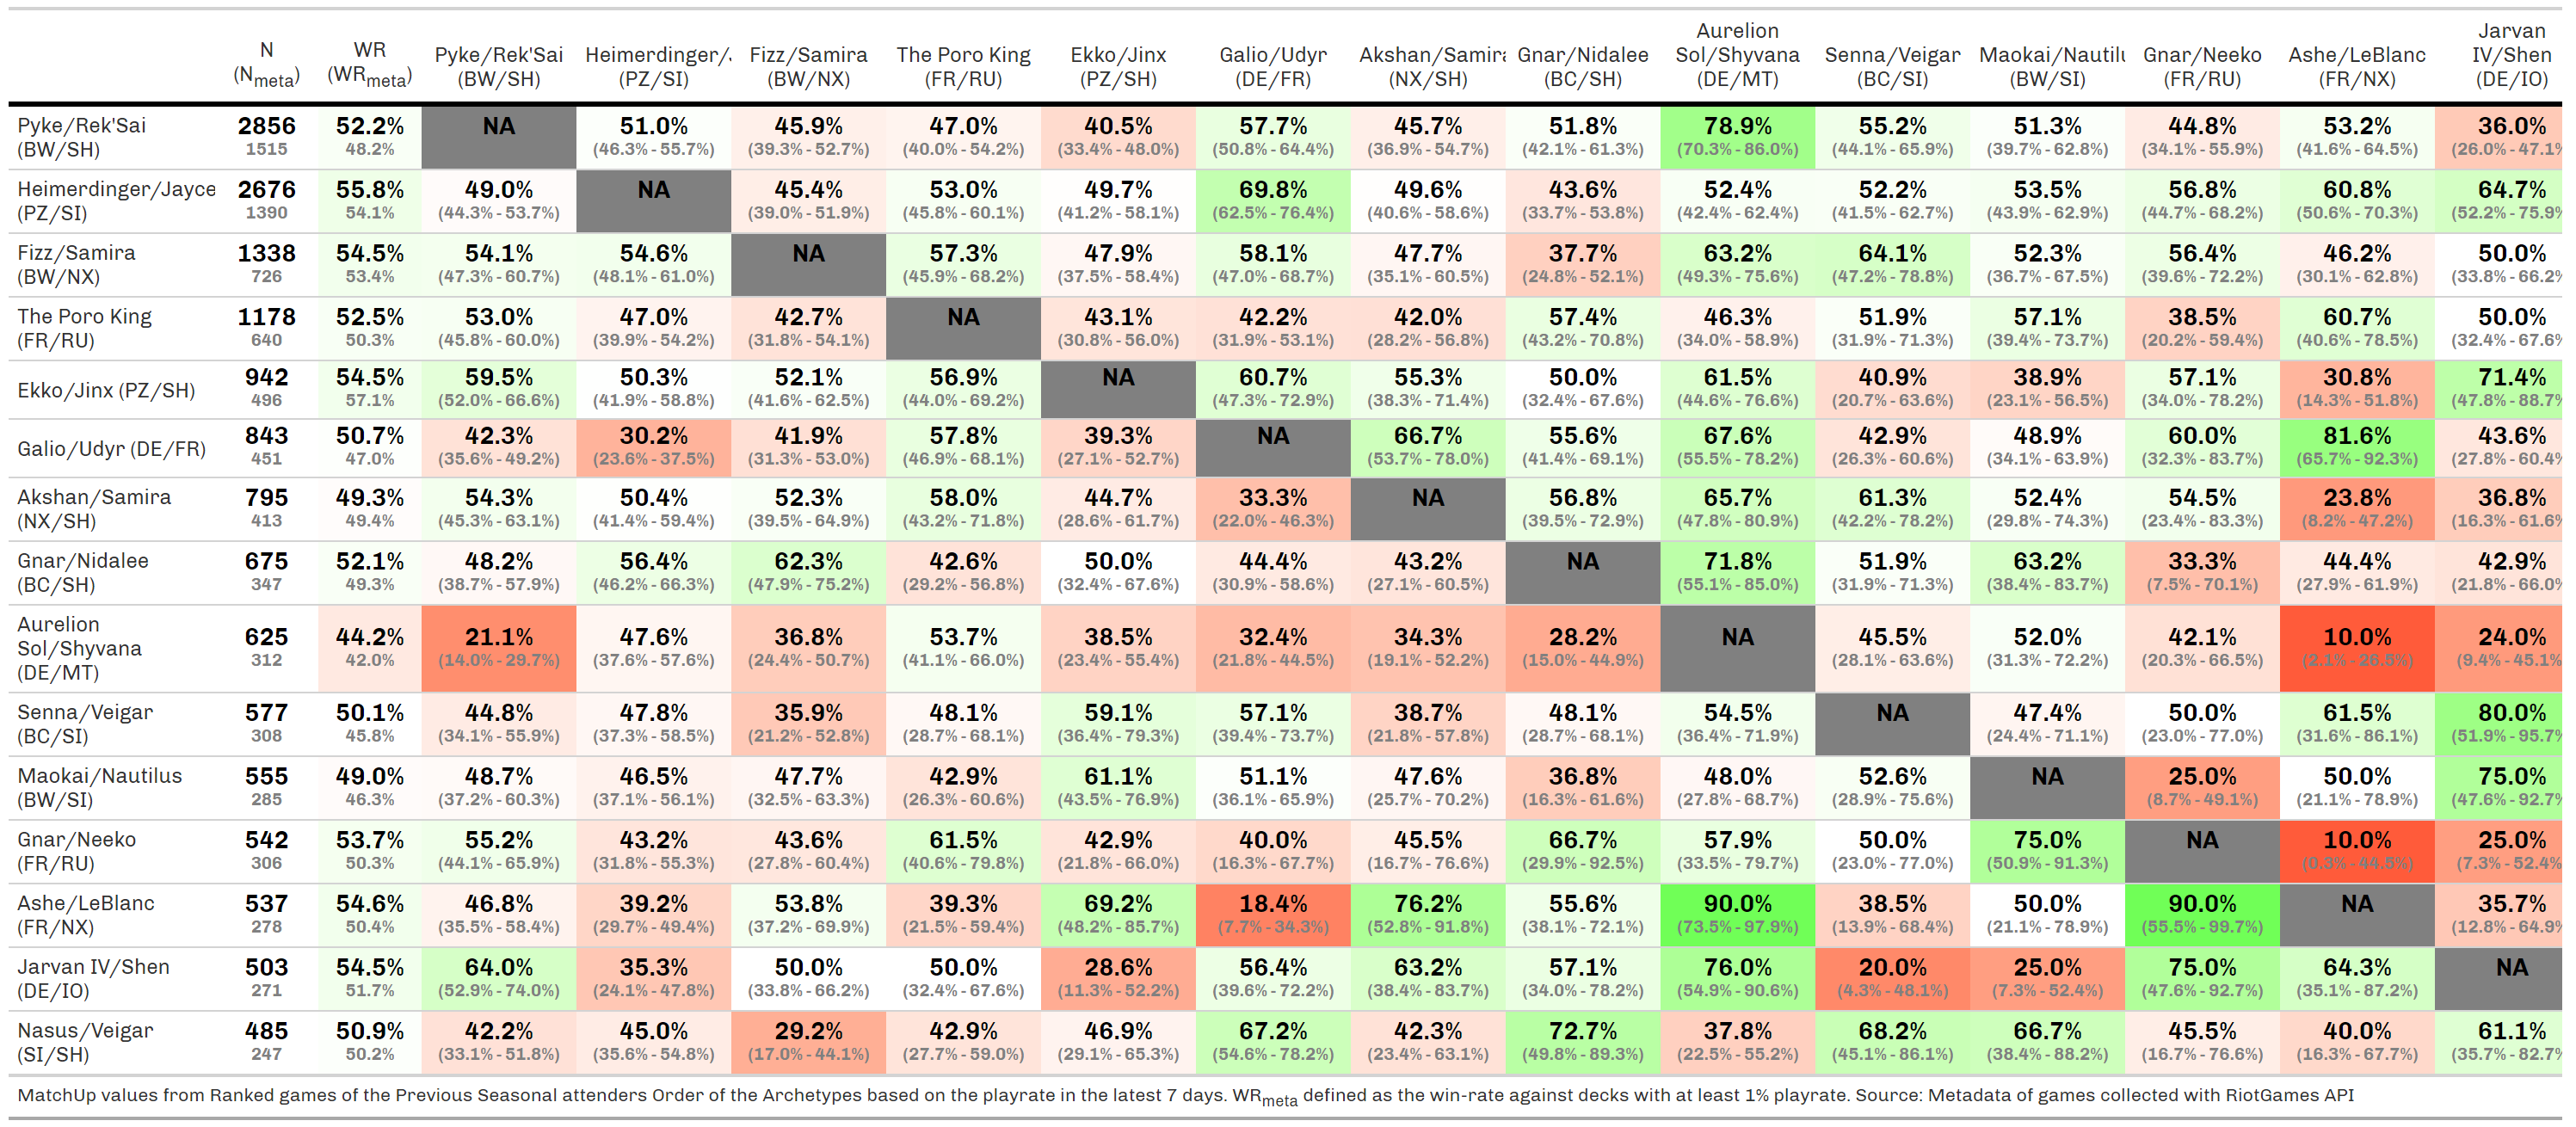 N (N_meta) WR (WR_meta) Pyke/Rek'Sai (BW/SH) Heimerdinger/J (PZ/SI) Fizz/Samira (BW/NX) The Poro King (FR/RU) Ekko/Jinx (PZ/SH) Galio/Udyr (DE/FR) Akshan/Samira (NX/SH) Gnar/Nidalee (BC/SH) Aurelion Sol/Shyvana (DE/MT) Senna/Veigar (BC/SI) Maokai/Nautilu (BW/SI) Gnar/Neeko (FR/RU) Ashe/LeBlanc (FR/NX) Jarvan IV/Shen (DE/IO)
Pyke/Rek'Sai 2856 52.2% NA 51.0% 45.9% 47.0% 40.5% 57.7% 45.7% 51.8% 78.9% 55.2% 51.3% 44.8% 53.2% 36.0%
(BW/SH) 1515 48.2% (46.3% - 55.7%) (39.3% - 52.7%) (40.0% - 54.2%) (33.4% - 48.0%) (50.8% - 64.4%) (36.9% - 54.7%) (42.1% - 61.3%) (70.3% - 86.0%) (44.1% - 65.9%) (39.7% - 62.8%) (34.1% - 55.9%) (41.6% - 64.5%) (26.0% - 47.1%
Heimerdinger/Jayce 2676 55.8% 49.0% NA 45.4% 53.0% 49.7% 69.8% 49.6% 43.6% 52.4% 52.2% 53.5% 56.8% 60.8% 64.7%
(PZ/SI) 1390 54.1% (44.3% - 53.7%) (39.0% - 51.9%) (45.8% - 60.1%) (41.2% - 58.1%) (62.5% - 76.4%) (40.6% - 58.6%) (33.7% - 53.8%) (42.4% - 62.4%) (41.5% - 62.7%) (43.9% - 62.9%) (44.7% - 68.2%) (50.6% - 70.3%) (52.2% - 75.9%
Fizz/Samira 1338 54.5% 54.1% 54.6% NA 57.3% 47.9% 58.1% 47.7% 37.7% 63.2% 64.1% 52.3% 56.4% 46.2% 50.0%
(BW/NX) 726 53.4% (47.3% - 60.7%) (48.1% - 61.0%) (45.9% - 68.2%) (37.5% - 58.4%) (47.0% - 68.7%) (35.1% - 60.5%) (24.8% - 52.1%) (49.3% - 75.6%) (47.2% - 78.8%) (36.7% - 67.5%) (39.6% - 72.2%) (30.1% - 62.8%) (33.8% - 66.2%
The Poro King 1178 52.5% 53.0% 47.0% 42.7% NA 43.1% 42.2% 42.0% 57.4% 46.3% 51.9% 57.1% 38.5% 60.7% 50.0%
(FR/RU) 640 50.3% (45.8% - 60.0%) (39.9% - 54.2%) (31.8% - 54.1%) (30.8% - 56.0%) (31.9% - 53.1%) (28.2% - 56.8%) (43.2% - 70.8%) (34.0% - 58.9%) (31.9% - 71.3%) (39.4% - 73.7%) (20.2% - 59.4%) (40.6% - 78.5%) (32.4% - 67.6%
Ekko/Jinx (PZ/SH) 942 54.5% 59.5% 50.3% 52.1% 56.9% NA 60.7% 55.3% 50.0% 61.5% 40.9% 38.9% 57.1% 30.8% 71.4%
496 57.1% (52.0% - 66.6%) (41.9% - 58.8%) (41.6% - 62.5%) (44.0% - 69.2%) (47.3% - 72.9%) (38.3% - 71.4%) (32.4% - 67.6%) (44.6% - 76.6%) (20.7% - 63.6%) (23.1% - 56.5%) (34.0% - 78.2%) (14.3% - 51.8%) (47.8% - 88.7%
Galio/Udyr (DE/FR) 843 50.7% 42.3% 30.2% 41.9% 57.8% 39.3% NA 66.7% 55.6% 67.6% 42.9% 48.9% 60.0% 81.6% 43.6%
451 47.0% (35.6% - 49.2%) (23.6% - 37.5%) (31.3% - 53.0%) (46.9% - 68.1%) (27.1% - 52.7%) (53.7% - 78.0%) (41.4% - 69.1%) (55.5% - 78.2%) (26.3% - 60.6%) (34.1% - 63.9%) (32.3% - 83.7%) (65.7% - 92.3%) (27.8% - 60.4%
Akshan/Samira 795 49.3% 54.3% 50.4% 52.3% 58.0% 44.7% 33.3% NA 56.8% 65.7% 61.3% 52.4% 54.5% 23.8% 36.8%
(NX/SH) 413 49.4% (45.3% - 63.1%) (41.4% - 59.4%) (39.5% - 64.9%) (43.2% - 71.8%) (28.6% - 61.7%) (22.0% - 46.3%) (39.5% - 72.9%) (47.8% - 80.9%) (42.2% - 78.2%) (29.8% - 74.3%) (23.4% - 83.3%) (8.2% - 47.2%) (16.3% - 61.6%
Gnar/Nidalee 675 52.1% 48.2% 56.4% 62.3% 42.6% 50.0% 44.4% 43.2% NA 71.8% 51.9% 63.2% 33.3% 44.4% 42.9%
(BC/SH) 347 49.3% (38.7% - 57.9%) (46.2% - 66.3%) (47.9% - 75.2%) (29.2% - 56.8%) (32.4% - 67.6%) (30.9% - 58.6%) (27.1% - 60.5%) (55.1% - 85.0%) (31.9% - 71.3%) (38.4% - 83.7%) (7.5% - 70.1%) (27.9% - 61.9%) (21.8% - 66.0%
Aurelion Sol/Shyvana 625 44.2% 21.1% 47.6% 36.8% 53.7% 38.5% 32.4% 34.3% 28.2% NA 45.5% 52.0% 42.1% 10.0% 24.0%
(DE/MT) 312 42.0% (14.0% - 29.7%) (37.6% - 57.6%) (24.4% - 50.7%) (41.1% - 66.0%) (23.4% - 55.4%) (21.8% - 44.5%) (19.1% - 52.2%) (15.0% - 44.9%) (28.1% - 63.6%) (31.3% - 72.2%) (20.3% - 66.5%) (2.1% - 26.5%) (9.4% - 45.1%
Senna/Veigar 577 50.1% 44.8% 47.8% 35.9% 48.1% 59.1% 57.1% 38.7% 48.1% 54.5% NA 47.4% 50.0% 61.5% 80.0%
(BC/SI) 308 45.8% (34.1% - 55.9%) (37.3% - 58.5%) (21.2% - 52.8%) (28.7% - 68.1%) (36.4% - 79.3%) (39.4% - 73.7%) (21.8% - 57.8%) (28.7% - 68.1%) (36.4% - 71.9%) (24.4% - 71.1%) (23.0% - 77.0%) (31.6% - 86.1%) (51.9% - 95.7%
Maokai/Nautilus 555 49.0% 48.7% 46.5% 47.7% 42.9% 61.1% 51.1% 47.6% 36.8% 48.0% 52.6% NA 25.0% 50.0% 75.0%
(BW/SI) 285 46.3% (37.2% - 60.3%) (37.1% - 56.1%) (32.5% - 63.3%) (26.3% - 60.6%) (43.5% - 76.9%) (36.1% - 65.9%) (25.7% - 70.2%) (16.3% - 61.6%) (27.8% - 68.7%) (28.9% - 75.6%) (8.7% - 49.1%) (21.1% - 78.9%) (47.6% - 92.7%
Gnar/Neeko 542 53.7% 55.2% 43.2% 43.6% 61.5% 42.9% 40.0% 45.5% 66.7% 57.9% 50.0% 75.0% NA 10.0% 25.0%
(FR/RU) 306 50.3% (44.1% - 65.9%) (31.8% - 55.3%) (27.8% - 60.4%) (40.6% - 79.8%) (21.8% - 66.0%) (16.3% - 67.7%) (16.7% - 76.6%) (29.9% - 92.5%) (33.5% - 79.7%) (23.0% - 77.0%) (50.9% - 91.3%) (0.3% - 44.5%) (7.3% - 52.4%
Ashe/LeBlanc 537 54.6% 46.8% 39.2% 53.8% 39.3% 69.2% 18.4% 76.2% 55.6% 90.0% 38.5% 50.0% 90.0% NA 35.7%
(FR/NX) 278 50.4% (35.5% - 58.4%) (29.7% - 49.4%) (37.2% - 69.9%) (21.5% - 59.4%) (48.2% - 85.7%) (7.7% - 34.3%) (52.8% - 91.8%) (38.1% - 72.1%) (73.5% - 97.9%) (13.9% - 68.4%) (21.1% - 78.9%) (55.5% - 99.7%) (12.8% - 64.9%
Jarvan IV/Shen 503 54.5% 64.0% 35.3% 50.0% 50.0% 28.6% 56.4% 63.2% 57.1% 76.0% 20.0% 25.0% 75.0% 64.3% NA
(DE/IO) 271 51.7% (52.9% - 74.0%) (24.1% - 47.8%) (33.8% - 66.2%) (32.4% - 67.6%) (11.3% - 52.2%) (39.6% - 72.2%) (38.4% - 83.7%) (34.0% - 78.2%) (54.9% - 90.6%) (4.3% - 48.1%) (7.3% - 52.4%) (47.6% - 92.7%) (35.1% - 87.2%)
Nasus/Veigar 485 50.9% 42.2% 45.0% 29.2% 42.9% 46.9% 67.2% 42.3% 72.7% 37.8% 68.2% 66.7% 45.5% 40.0% 61.1%
(SI/SH) 247 50.2% (33.1% - 51.8%) (35.6% - 54.8%) (17.0% - 44.1%) (27.7% - 59.0%) (29.1% - 65.3%) (54.6% - 78.2%) (23.4% - 63.1%) (49.8% - 89.3%) (22.5% - 55.2%) (45.1% - 86.1%) (38.4% - 88.2%) (16.7% - 76.6%) (16.3% - 67.7%) (35.7% - 82.7%
MatchUp values from Ranked games of the Previous Seasonal attenders Order of the Archetypes based on the playrate in the latest 7 days. WR_meta defined as the win-rate against decks with at least 1% playrate. Source: Metadata of games collected with RiotGames API